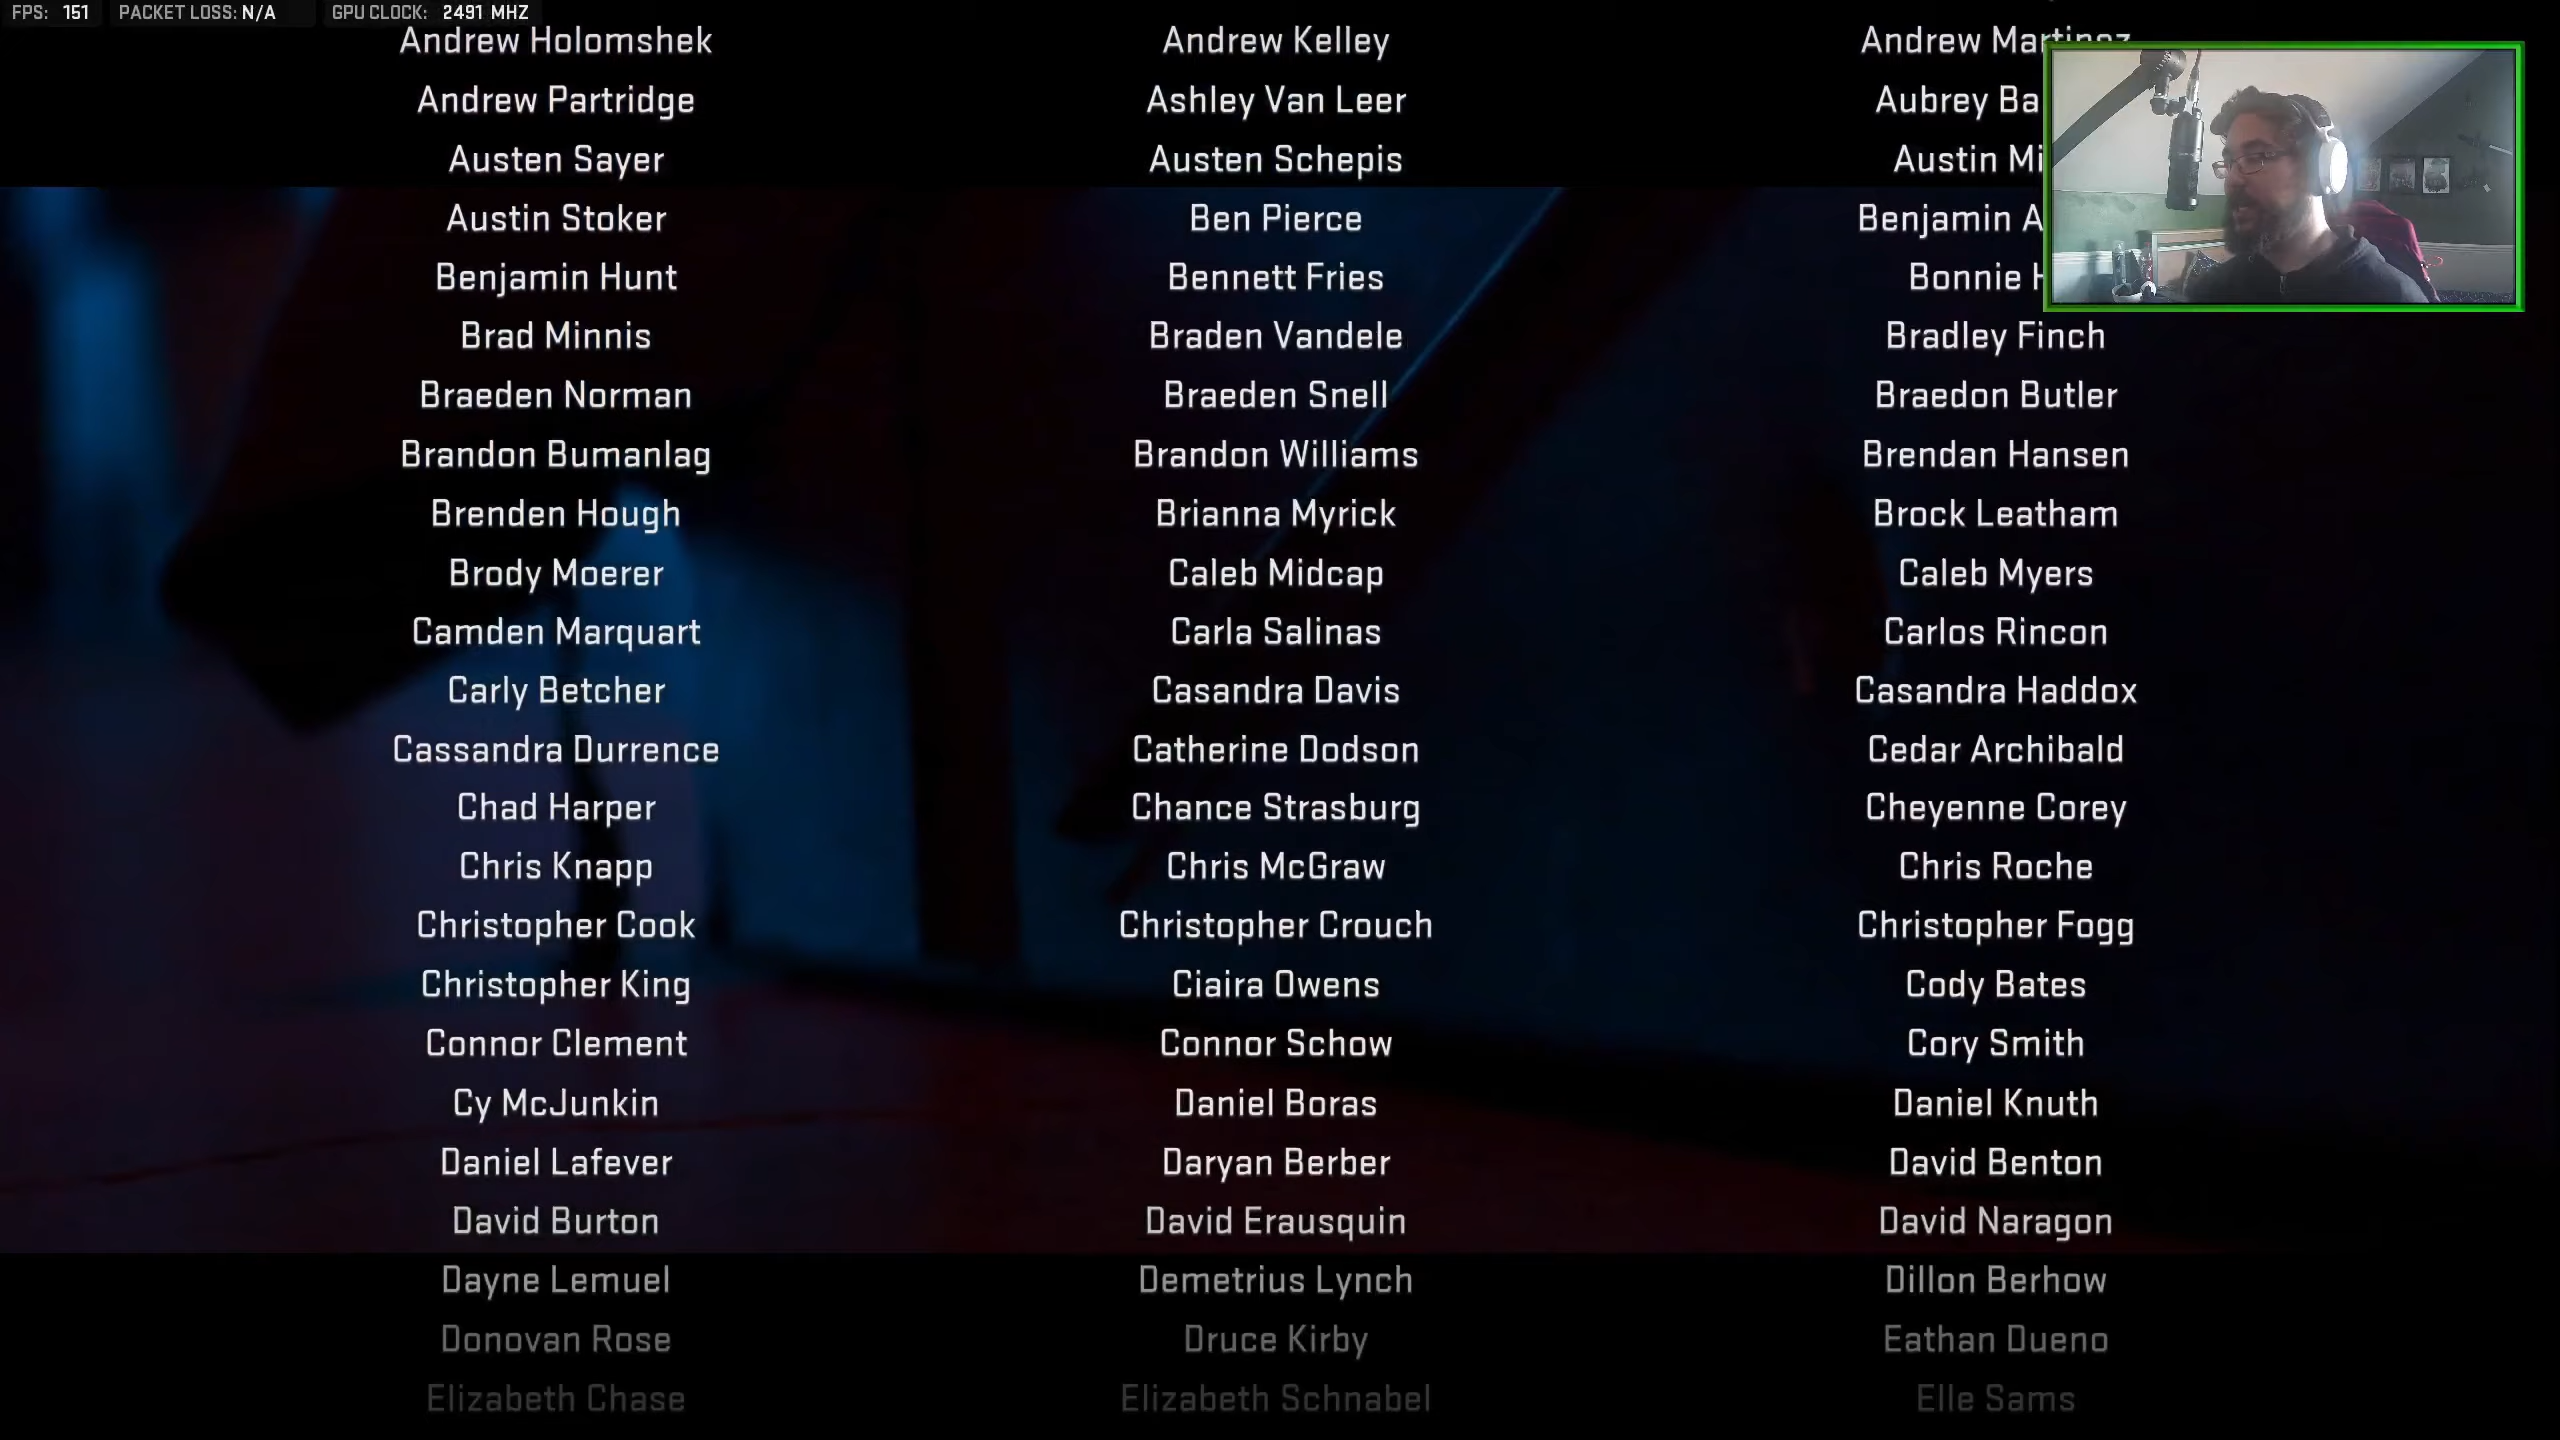 FPS: 151 PACKET LOSS: N/A GPU CLOCK: 2491 MHZ
Andrew Holomshek Andrew Kelley Andrew Martinez
Andrew Partridge Ashley Van Leer Aubrey
Austen Sayer Austen Schepis Austin
Austin Stoker Ben Pierce Benjamin
Benjamin Hunt Bennett Fries Bonnie
Brad Minnis Braden Vandele Bradley Finch
Braeden Norman Braeden Snell Braedon Butler
Brandon Bumanlag Brandon Williams Brendan Hansen
Brenden Hough Brianna Myrick Brock Leatham
Brody Moerer Caleb Midcap Caleb Myers
Camden Marquart Carla Salinas Carlos Rincon
Carly Betcher Casandra Davis Casandra Haddox
Cassandra Durrence Catherine Dodson Cedar Archibald
Chad Harper Chance Strasburg Cheyenne Corey
Chris Knapp Chris McGraw Chris Roche
Christopher Cook Christopher Crouch Christopher Fogg
Christopher King Ciaira Owens Cody Bates
Connor Clement Connor Schow Cory Smith
Cy McJunkin Daniel Boras Daniel Knuth
Daniel Lafever Daryan Berber David Benton
David Burton David Erausquin David Naragon
Dayne Lemuel Demetrius Lynch Dillon Berhow
Donovan Rose Druce Kirby Eathan Dueno
Elizabeth Chase Elizabeth Schnabel Elle Sams